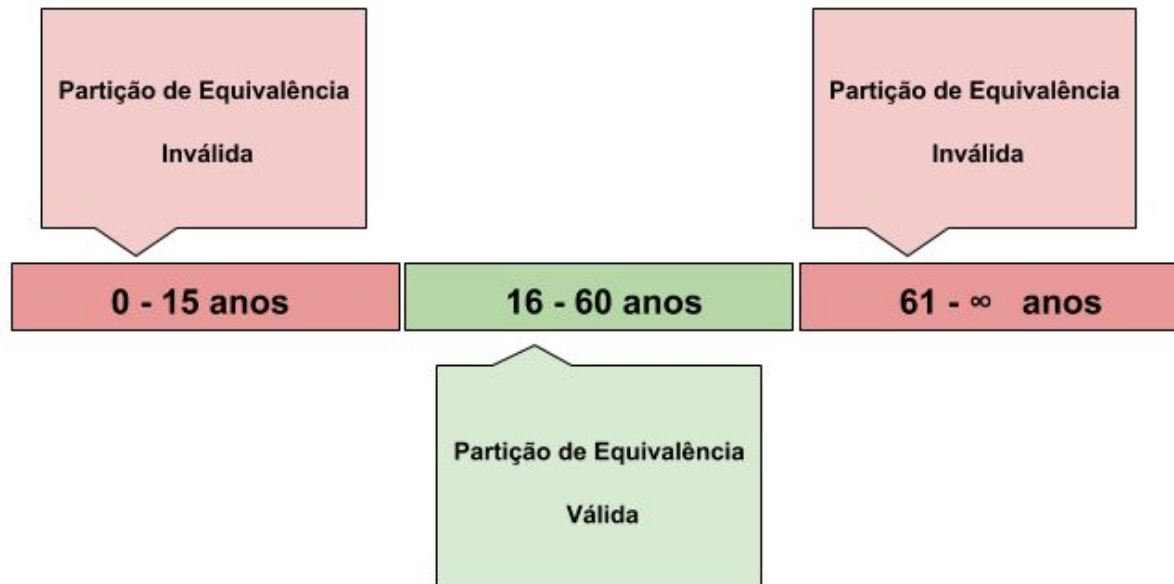 Partição de Equivalência
Inválida
Partição de Equivalência
Inválida
0 - 15 anos
16 - 60 anos
61 - ∞ anos
Partição de Equivalência
Válida